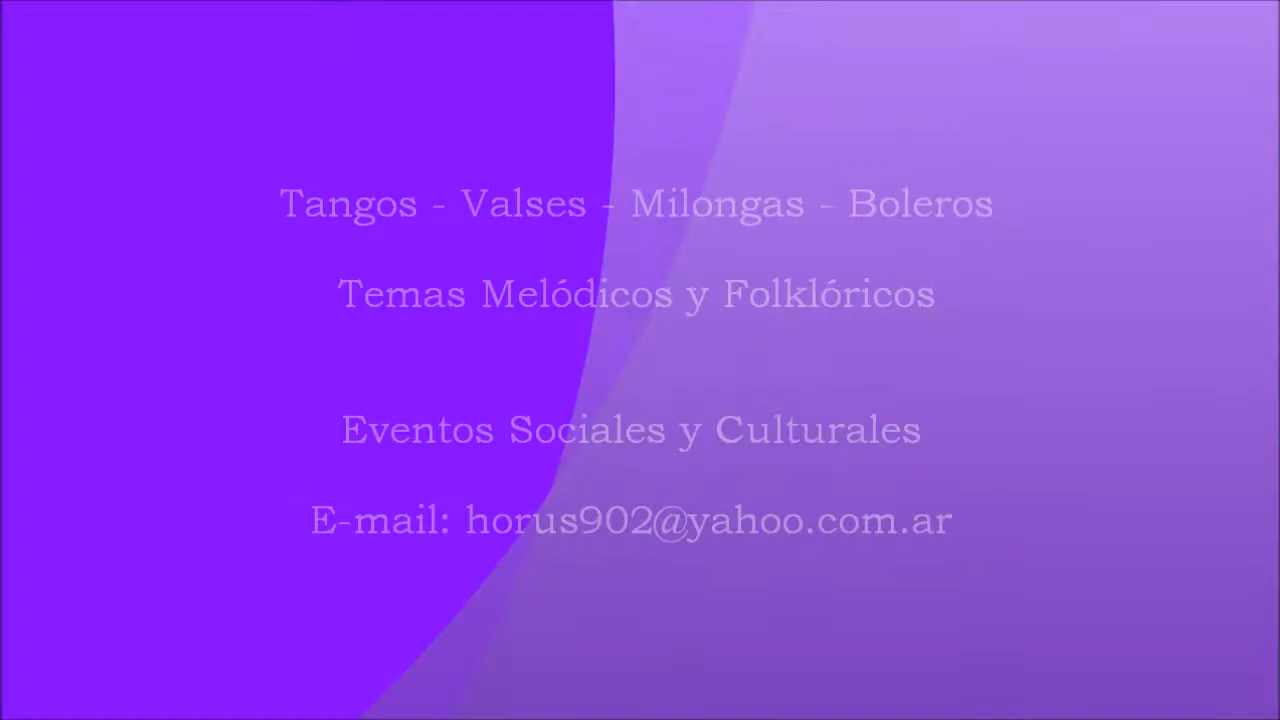 Tangos - Valses - Milongas - Boleros
Temas Melódicos y Folklóricos
Eventos Sociales y Culturales
E-mail: horus902@yahoo.com.ar